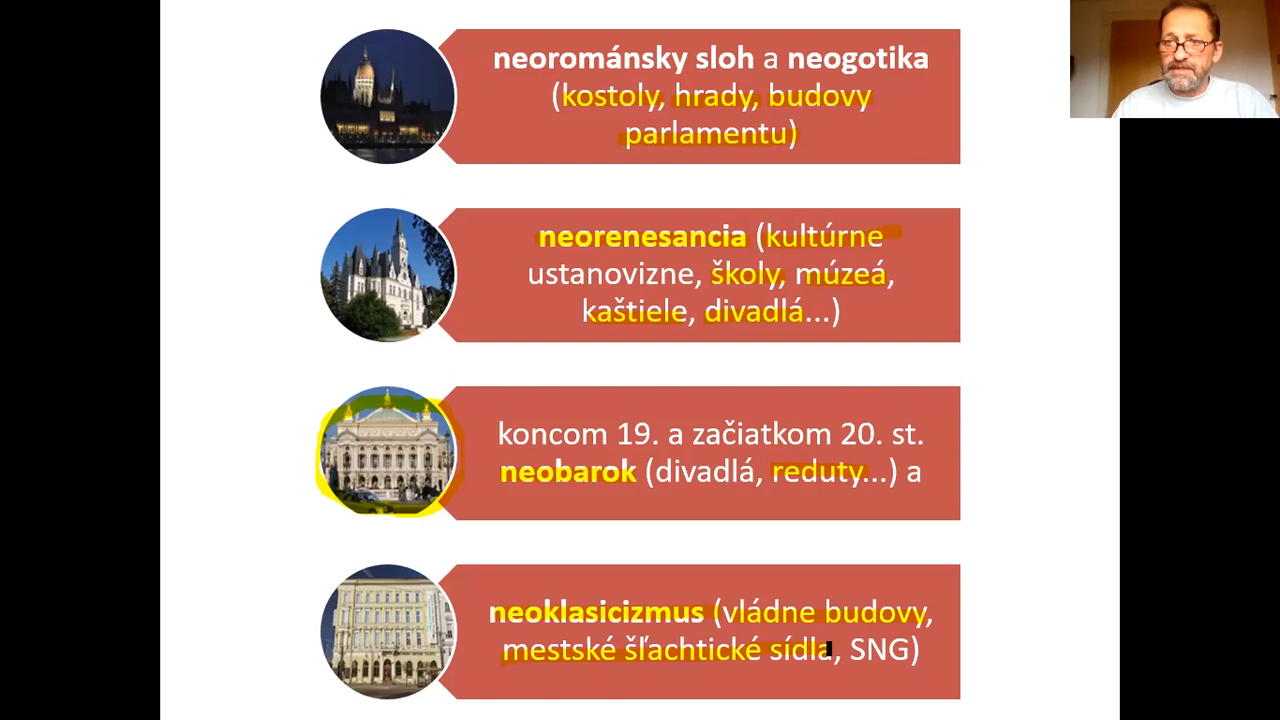 neorománsky sloh a neogotika
(kostoly, hrady, budovy
parlamentu)
neorenesancia (kultúrne
ustanovizne, školy, múzeá,
kaštiele, divadlá...)
koncom 19. a začiatkom 20. st.
neobarok (divadlá, reduty...) a
neoklasicizmus (vládne budovy,
mestské šľachtické sídla, SNG)